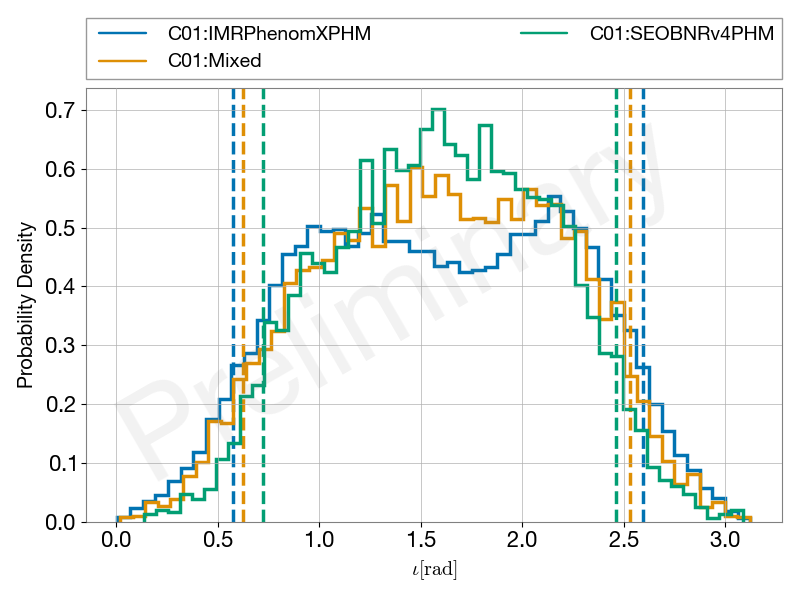 C01:IMRPhenomXPHM
C01:Mixed
C01:SEOBNRv4PHM
0.7
0.6
0.5
0.4
0.3
0.2
0.1
0.0
Probability Density
Preliminary
0.0 0.5 1.0 1.5 2.0 2.5 3.0
ι[rad]